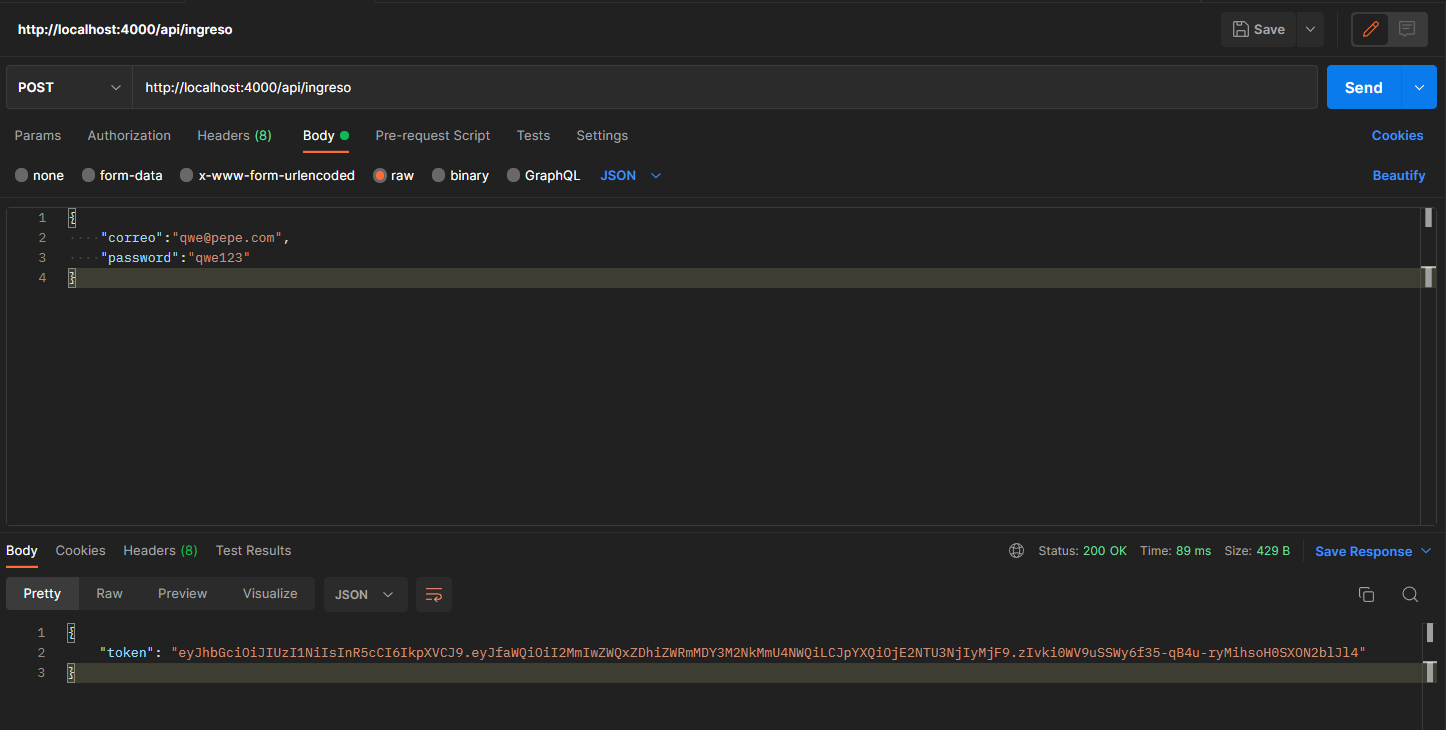 http://localhost:4000/api/ingreso
Save
POST
http://localhost:4000/api/ingreso
Send
Params Authorization Headers (8) Body Pre-request Script Tests Settings Cookies
none form-data x-www-form-urlencoded raw binary GraphQL JSON Beautify
1 {
2 ····"correo":"qwe@pepe.com",
3 ····"password":"qwe123"
4 }
Body Cookies Headers (8) Test Results Status: 200 OK Time: 89 ms Size: 429 B Save Response
Pretty Raw Preview Visualize JSON
1 {
2 "token": "eyJhbGciOiJIUzI1NiIsInR5cCI6IkpXVCJ9.eyJfaWQiOiI2MmIwZWQxZDhiZWRmMDY3M2NkMmU4NWQiLCJpYXQiOjE2NTU3NjIyMjF9.zIvki0WV9uSSWy6f35-qB4u-ryMihsoH0SXON2blJl4"
3 }